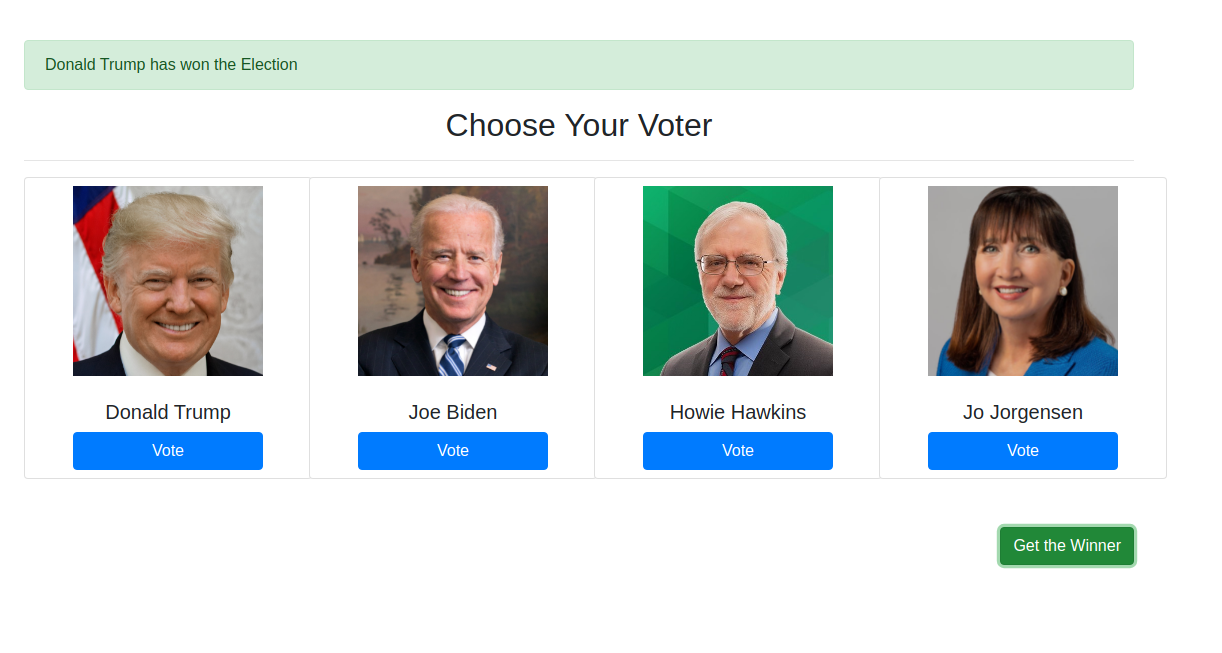 Donald Trump has won the Election
Choose Your Voter
Donald Trump
Vote
Joe Biden
Vote
Howie Hawkins
Vote
Jo Jorgensen
Vote
Get the Winner